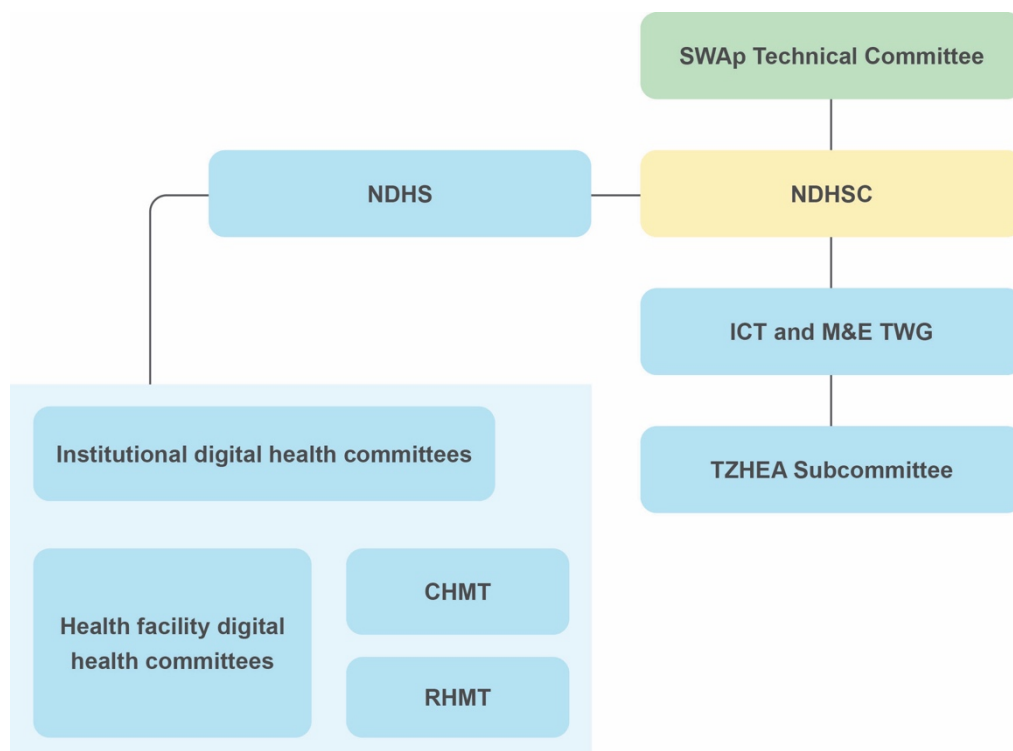 SWAp Technical Committee
NDHS
NDHSC
ICT and M&E TWG
TZHEA Subcommittee
Institutional digital health committees
Health facility digital
health committees
CHMT
RHMT